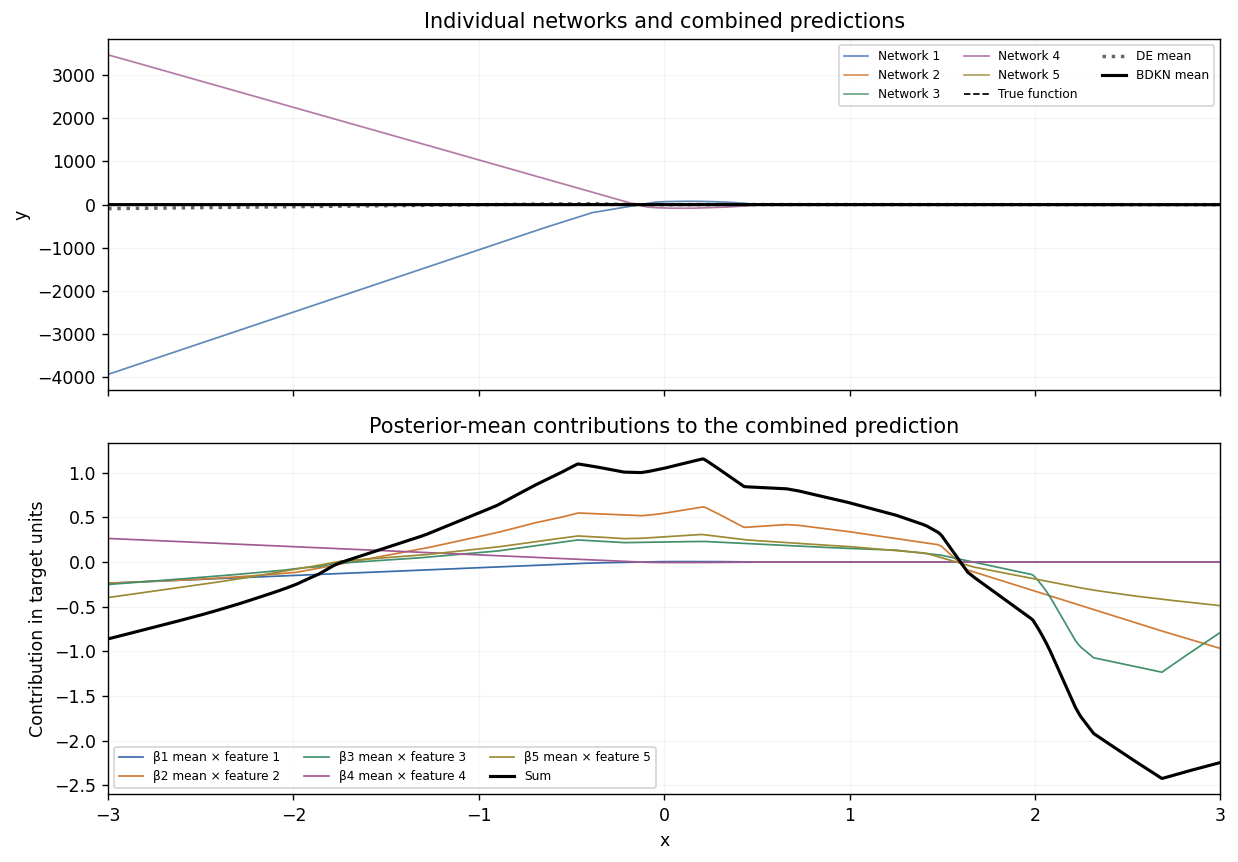 Individual networks and combined predictions
Network 1 Network 4 DE mean
Network 2 Network 5 BDKN mean
Network 3 True function
3000
2000
1000
0
−1000
−2000
−3000
−4000
y
Posterior-mean contributions to the combined prediction
1.0
0.5
0.0
−0.5
−1.0
−1.5
−2.0
−2.5
Contribution in target units
β1 mean × feature 1 β3 mean × feature 3 β5 mean × feature 5
β2 mean × feature 2 β4 mean × feature 4 Sum
−3 −2 −1 0 1 2 3
x